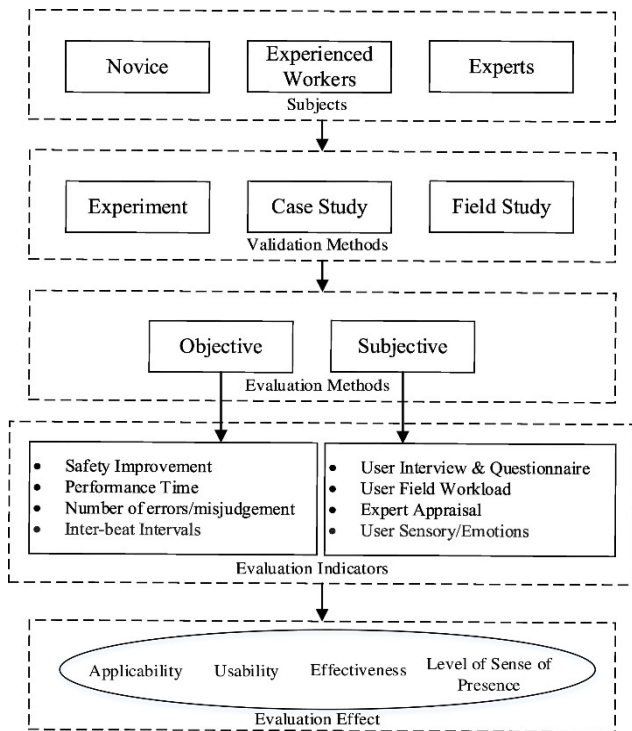 Novice
Experienced
Workers
Experts
Subjects
Experiment
Case Study
Field Study
Validation Methods
Objective
Subjective
Evaluation Methods
• Safety Improvement
• Performance Time
• Number of errors/misjudgement
• Inter-beat Intervals
• User Interview & Questionnaire
• User Field Workload
• Expert Appraisal
• User Sensory/Emotions
Evaluation Indicators
Applicability
Usability
Effectiveness
Level of Sense of
Presence
Evaluation Effect